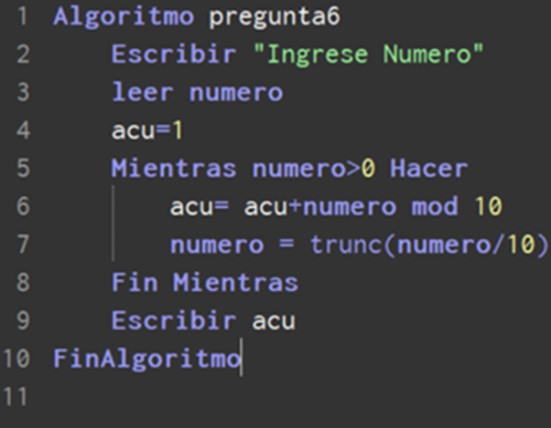 1 Algoritmo pregunta6
2 Escribir "Ingrese Numero"
3 leer numero
4 acu=1
5 Mientras numero>0 Hacer
6 acu= acu+numero mod 10
7 numero = trunc(numero/10)
8 Fin Mientras
9 Escribir acu
10 FinAlgoritmo
11